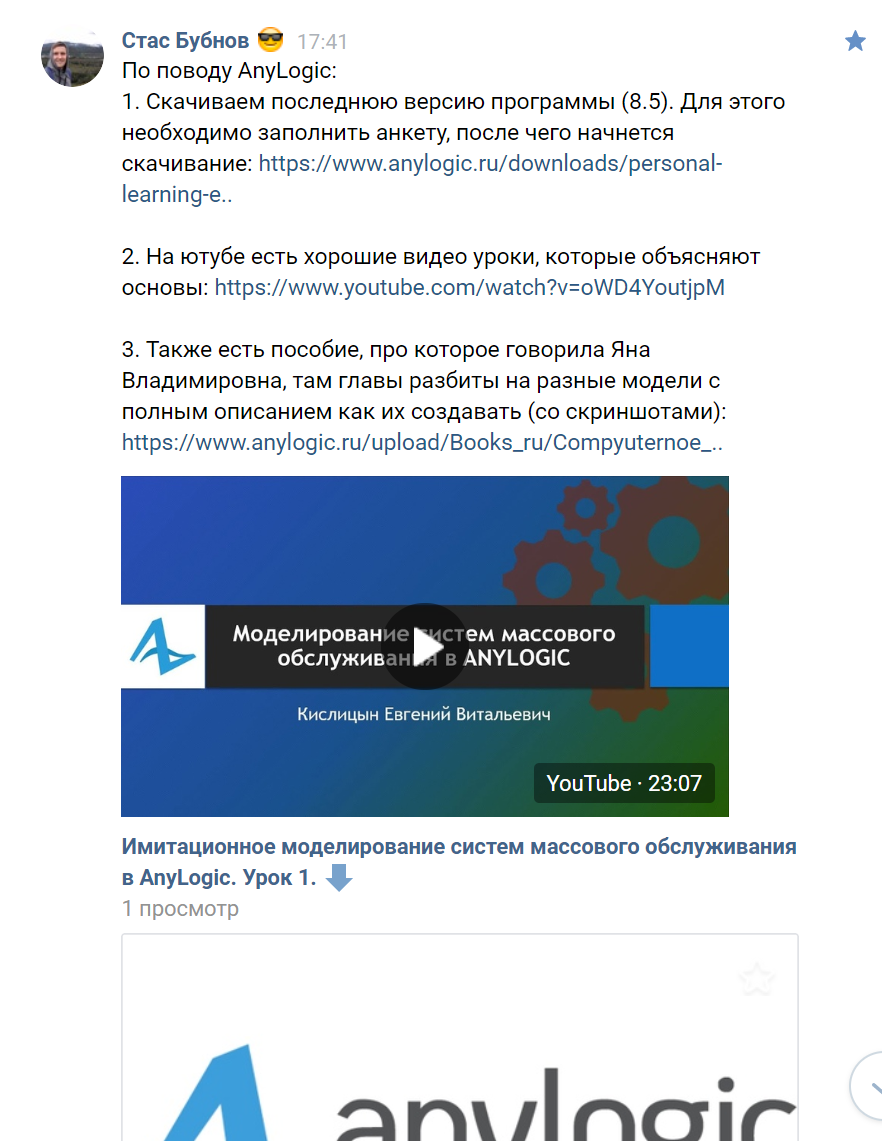 Стас Бубнов 😎 17:41
По поводу AnyLogic:
1. Скачиваем последнюю версию программы (8.5). Для этого
необходимо заполнить анкету, после чего начнется
скачивание: https://www.anylogic.ru/downloads/personal-
learning-e..
2. На ютубе есть хорошие видео уроки, которые объясняют
основы: https://www.youtube.com/watch?v=oWD4YoutjpM
3. Также есть пособие, про которое говорила Яна
Владимировна, там главы разбиты на разные модели с
полным описанием как их создавать (со скриншотами):
https://www.anylogic.ru/upload/Books_ru/Compyuternoe_..
Моделирование систем массового
обслуживания в ANYLOGIC
Кислицын Евгений Витальевич
YouTube · 23:07
Имитационное моделирование систем массового обслуживания
в AnyLogic. Урок 1.
1 просмотр
anylogic